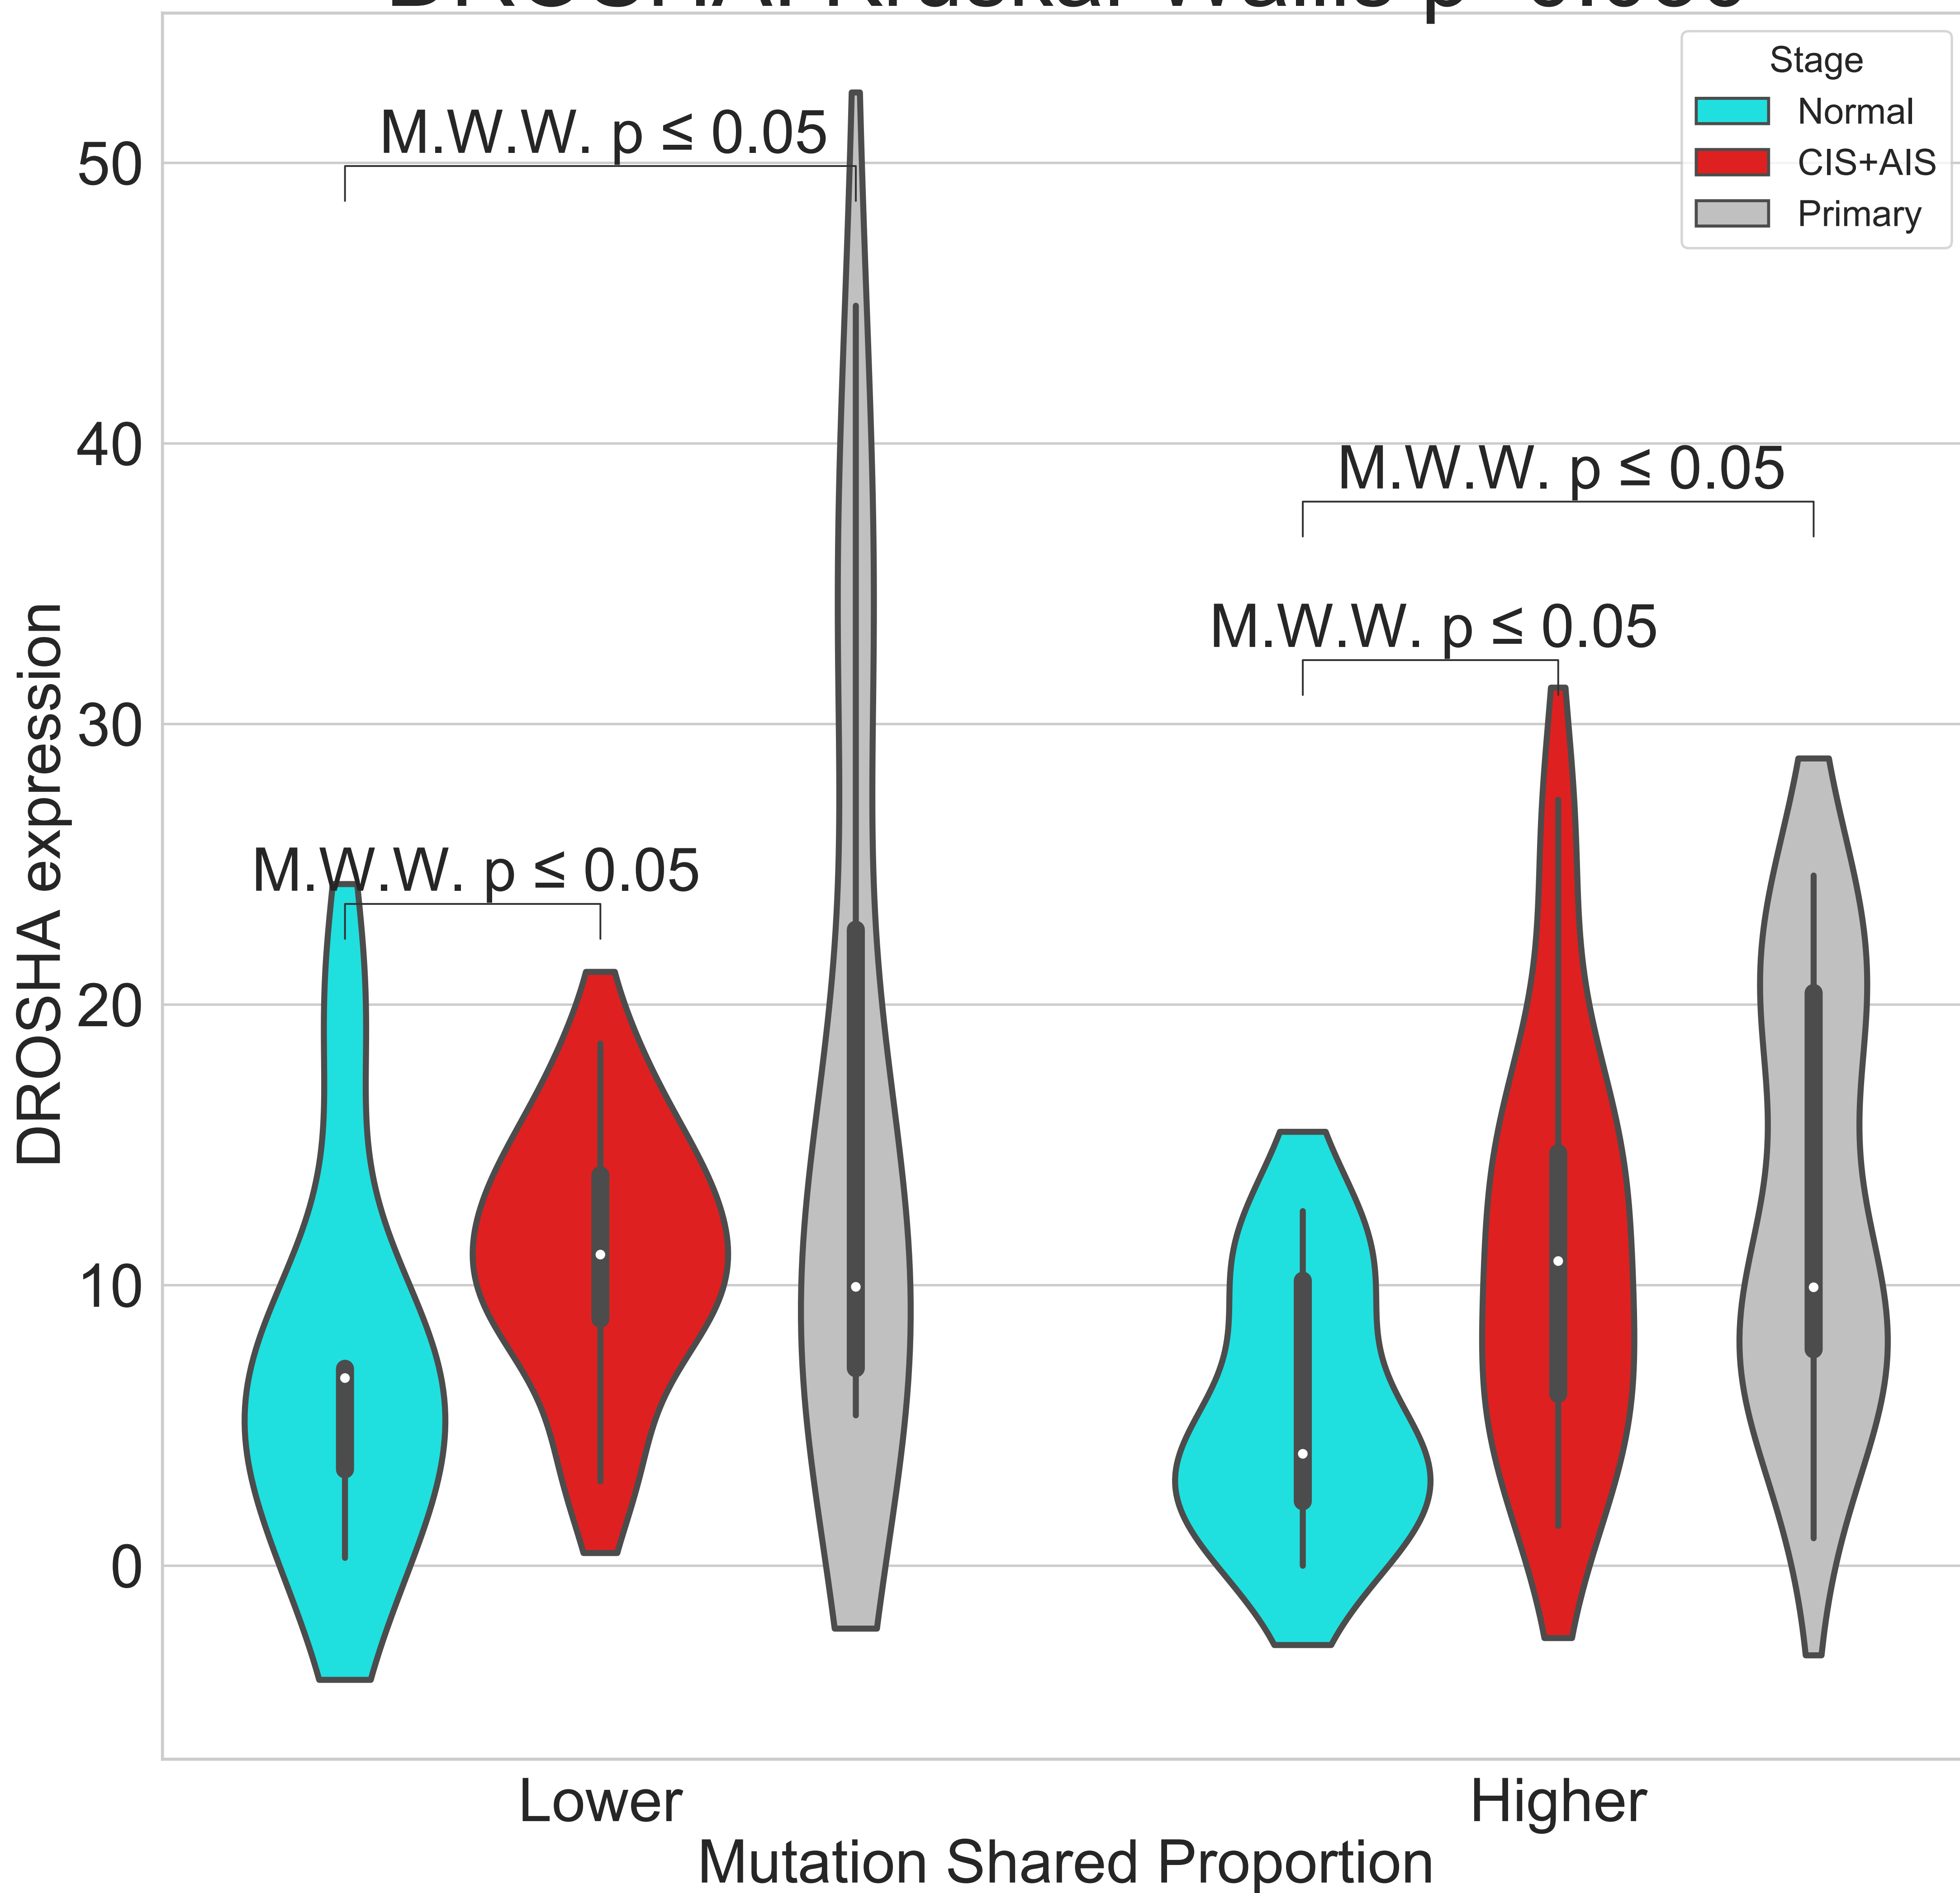 Stage
Normal
CIS+AIS
Primary
M.W.W. p ≤ 0.05
M.W.W. p ≤ 0.05
M.W.W. p ≤ 0.05
M.W.W. p ≤ 0.05
50
40
30
20
10
0
DROSHA expression
Lower
Higher
Mutation Shared Proportion